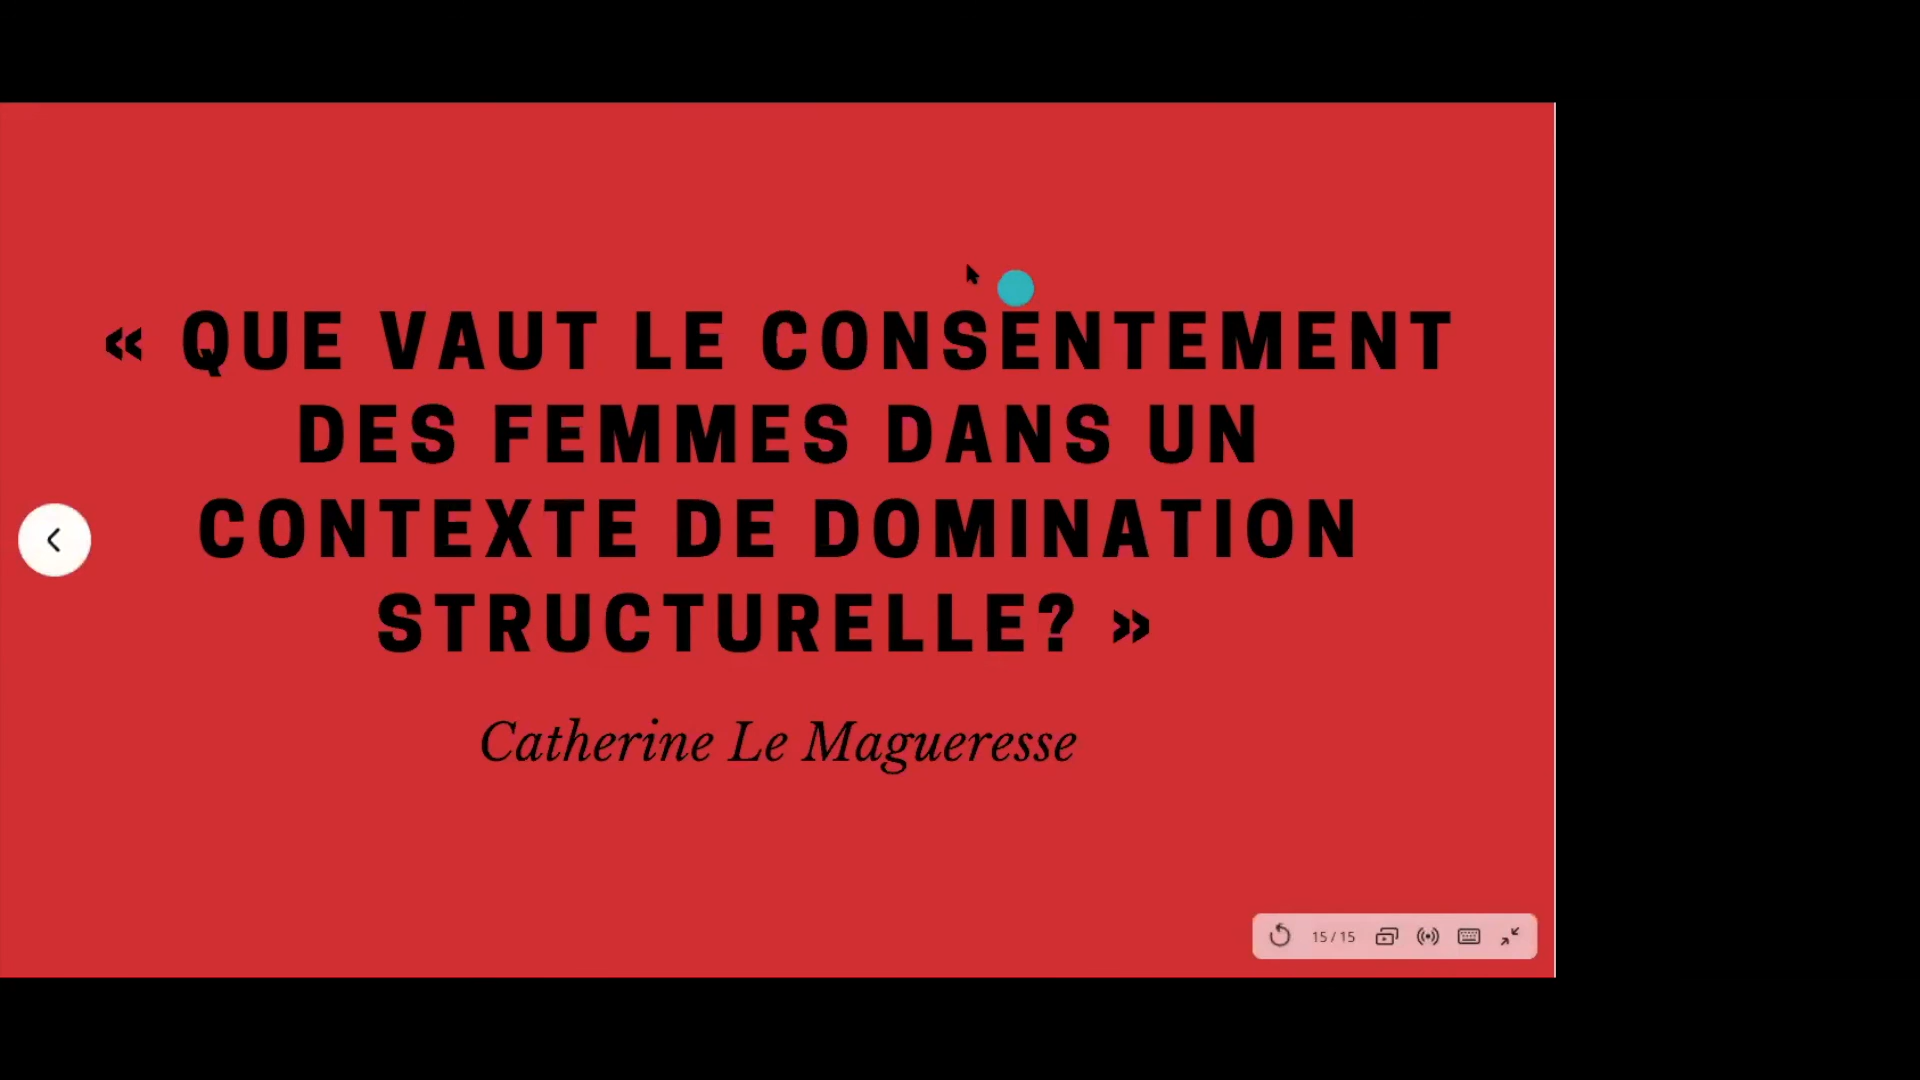 « QUE VAUT LE CONSENTEMENT
DES FEMMES DANS UN
CONTEXTE DE DOMINATION
STRUCTURELLE? »
Catherine Le Magueresse
15 / 15